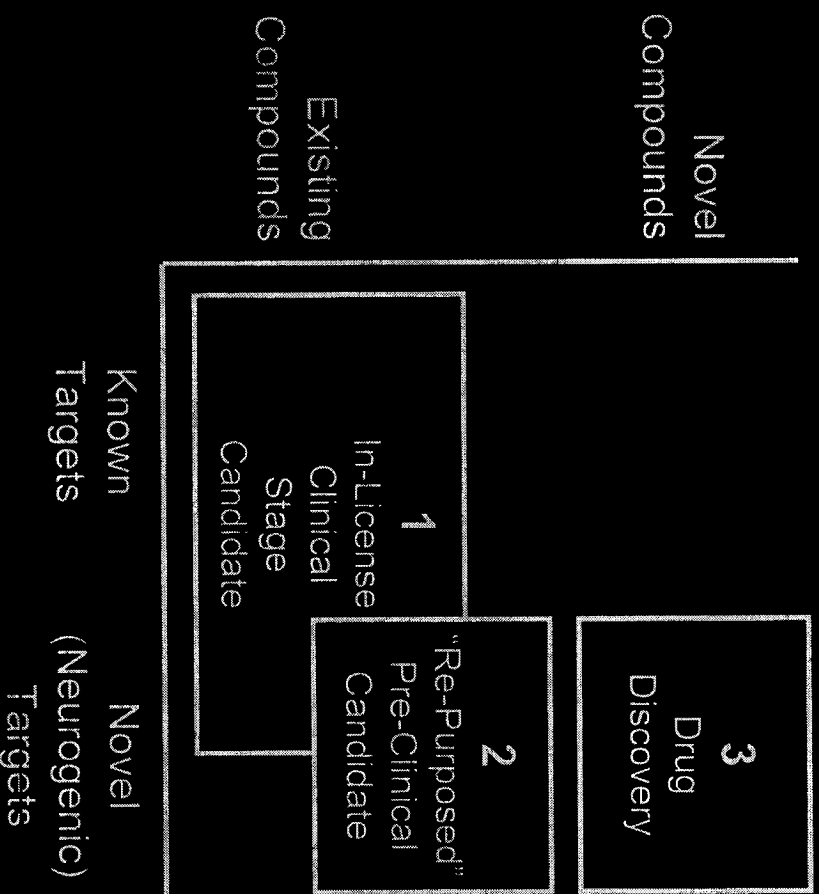 Novel
Compounds
Existing
Compounds
3
Drug
Discovery
2
"Re-Purposed"
Pre-Clinical
Candidate
1
In-License
Clinical
Stage
Candidate
Known
Targets
Novel
(Neurogenic)
Targets